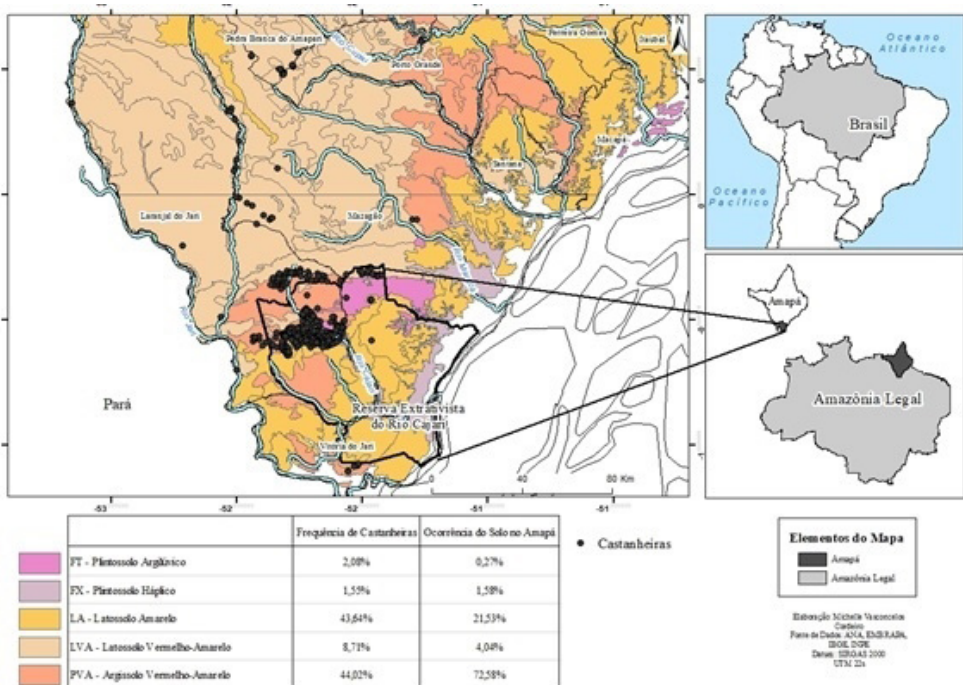 Pedra Branca do Amapari
Porto Grande
Ferreira Gomes
Itaubal
N
Macapá
Santana
Laranjal do Jari
Mazagão
Pará
Reserva Extrativista
do Rio Cajari
Vitória do Jari
0 40 80 Km
-53 -52 -52 -51 -51
Oceano
Atlântico
Brasil
Oceano
Pacífico
Amapá
Amazônia Legal
Frequência de Castanheiras Ocorrência do Solo no Amapá
FT - Plintossolo Argilúvico 2,08% 0,27%
FX - Plintossolo Háplico 1,55% 1,58%
LA - Latossolo Amarelo 43,64% 21,53%
LVA - Latossolo Vermelho-Amarelo 8,71% 4,04%
PVA - Argissolo Vermelho-Amarelo 44,02% 72,58%
Castanheiras
Elementos do Mapa
Amapá
Amazônia Legal
Elaboração: Michelle Vasconcelos
Cordeiro
Fonte de Dados: ANA, EMBRAPA,
IBGE, INPE
Datum: SIRGAS 2000
UTM 22s